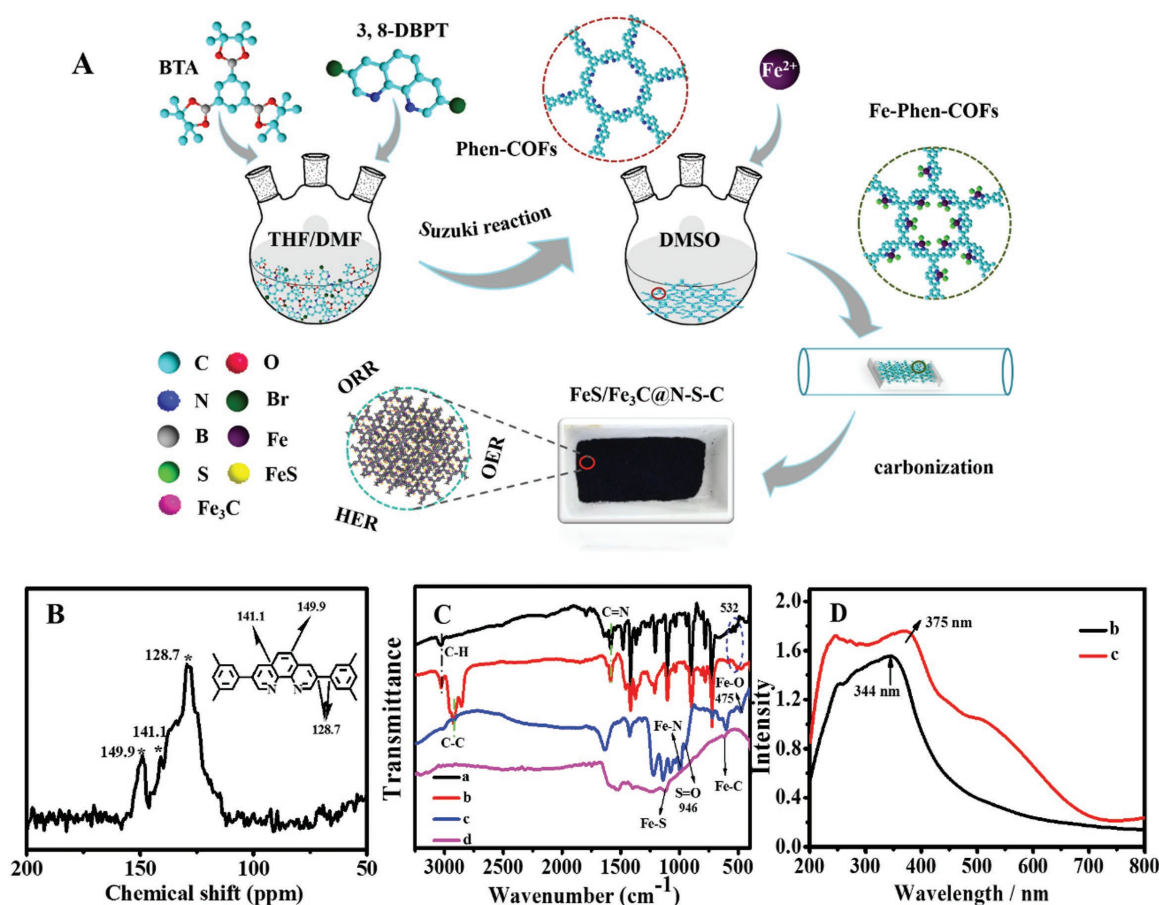 A
BTA
3, 8-DBPT
Phen-COFs
Fe2+
Fe-Phen-COFs
THF/DMF
Suzuki reaction
DMSO
C
O
N
Br
B
Fe
S
FeS
Fe3C
ORR
OER
HER
FeS/Fe3C@N-S-C
carbonization
B
141.1
149.9
128.7
N
N
128.7
149.9*
141.1
*
*
200
150
100
50
Chemical shift (ppm)
C
C=N
532
C-H
C-C
Fe-O
475
Fe-N
S=O
946
Fe-C
Fe-S
a
b
c
d
Transmittance
3000
2500
2000
1500
1000
500
Wavenumber (cm-1)
D
b
c
375 nm
344 nm
Intensity
2.0
1.6
1.2
0.8
0.4
0.0
200
300
400
500
600
700
800
Wavelength / nm